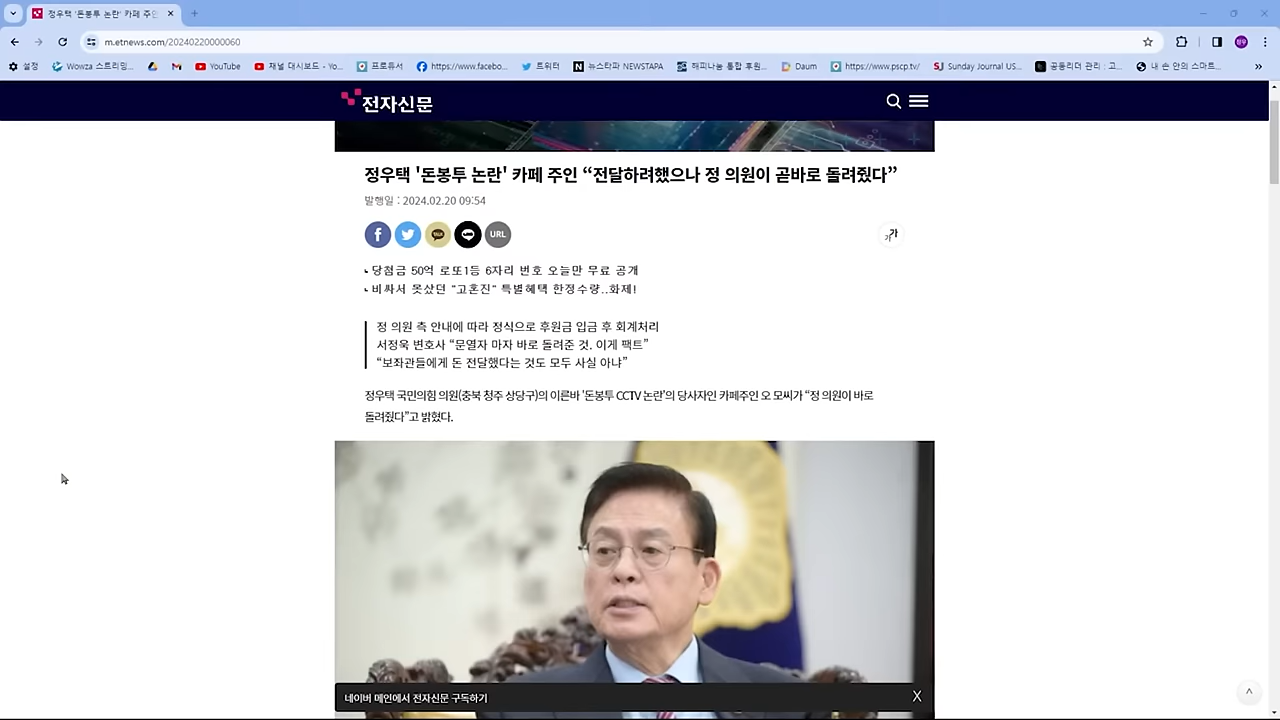 정우택 '돈봉투 논란' 카페 주인
m.etnews.com/20240220000060
설정 Wowza 스트리밍... YouTube 채널 대시보드 - Yo... 프로듀서 https://www.facebo... 트위터 뉴스타파 NEWSTAPA 해피나눔 통합 후원... Daum https://www.pscp.tv/ Sunday Journal US... 공동리더 관리 : 고... 내 손 안의 스마트...
전자신문
정우택 '돈봉투 논란' 카페 주인 “전달하려했으나 정 의원이 곧바로 돌려줬다”
발행일 : 2024.02.20 09:54
f TALK URL 가가
당첨금 50억 로또1등 6자리 번호 오늘만 무료 공개
비싸서 못샀던 "고혼진" 특별혜택 한정수량..화제!
정 의원 측 안내에 따라 정식으로 후원금 입금 후 회계처리
서정욱 변호사 “문열자 마자 바로 돌려준 것. 이게 팩트”
“보좌관들에게 돈 전달했다는 것도 모두 사실 아냐”
정우택 국민의힘 의원(충북 청주 상당구)의 이른바 '돈봉투 CCTV 논란'의 당사자인 카페주인 오 모씨가 “정 의원이 바로
돌려줬다”고 밝혔다.
네이버 메인에서 전자신문 구독하기 X